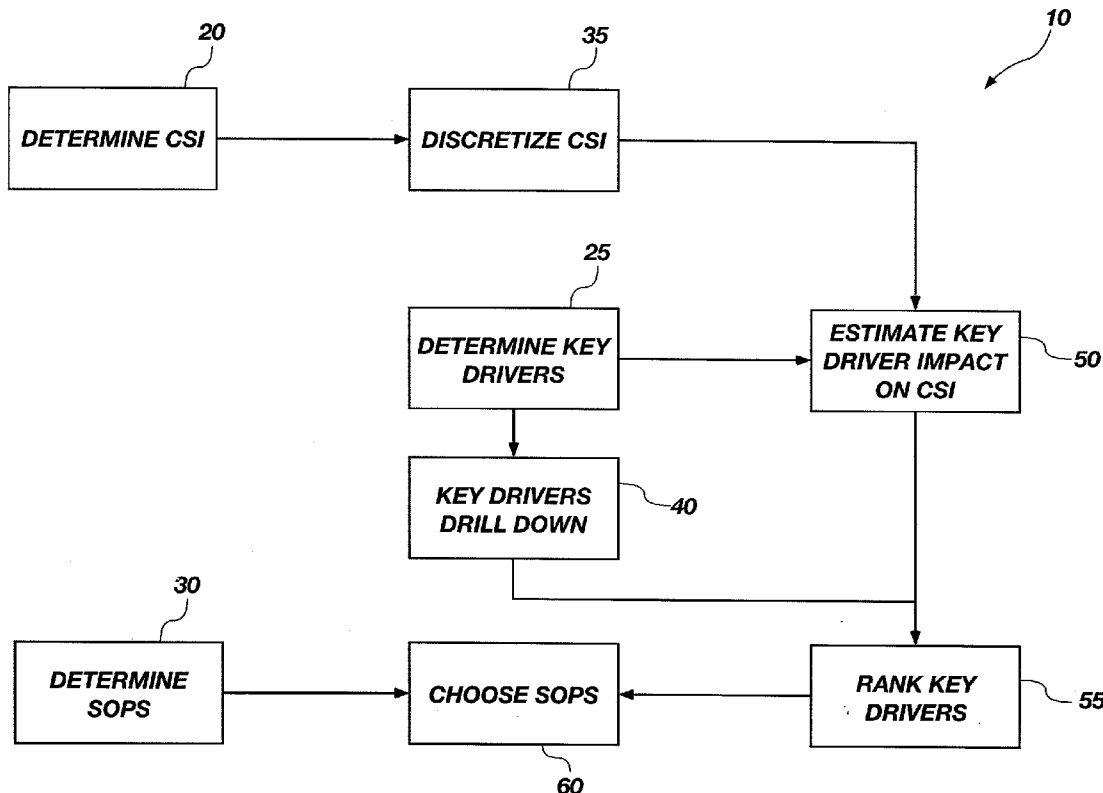 20
35
10
DETERMINE CSI
DISCRETIZE CSI
25
DETERMINE KEY
DRIVERS
ESTIMATE KEY
DRIVER IMPACT
ON CSI
50
KEY DRIVERS
DRILL DOWN
40
30
DETERMINE
SOPS
CHOOSE SOPS
RANK KEY
DRIVERS
55
60